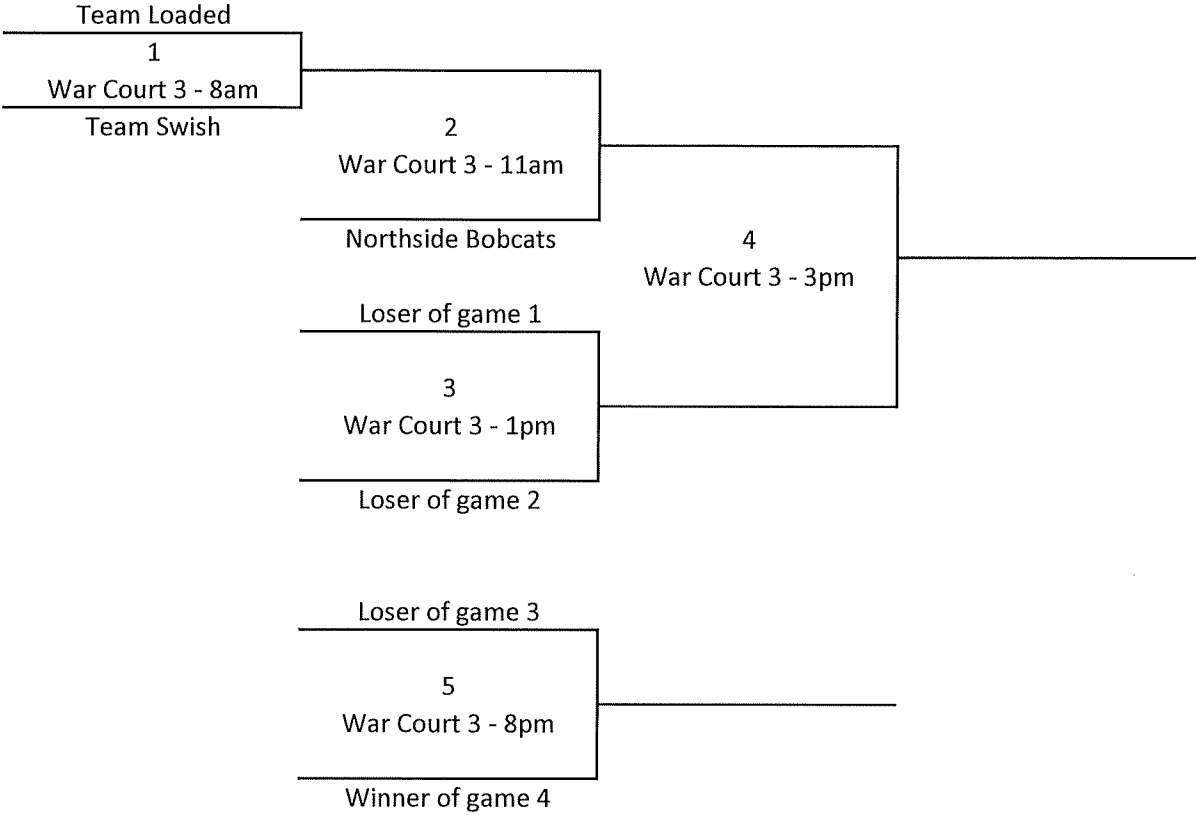 Team Loaded
1
War Court 3 - 8am
Team Swish
2
War Court 3 - 11am
Northside Bobcats
4
War Court 3 - 3pm
Loser of game 1
3
War Court 3 - 1pm
Loser of game 2
Loser of game 3
5
War Court 3 - 8pm
Winner of game 4